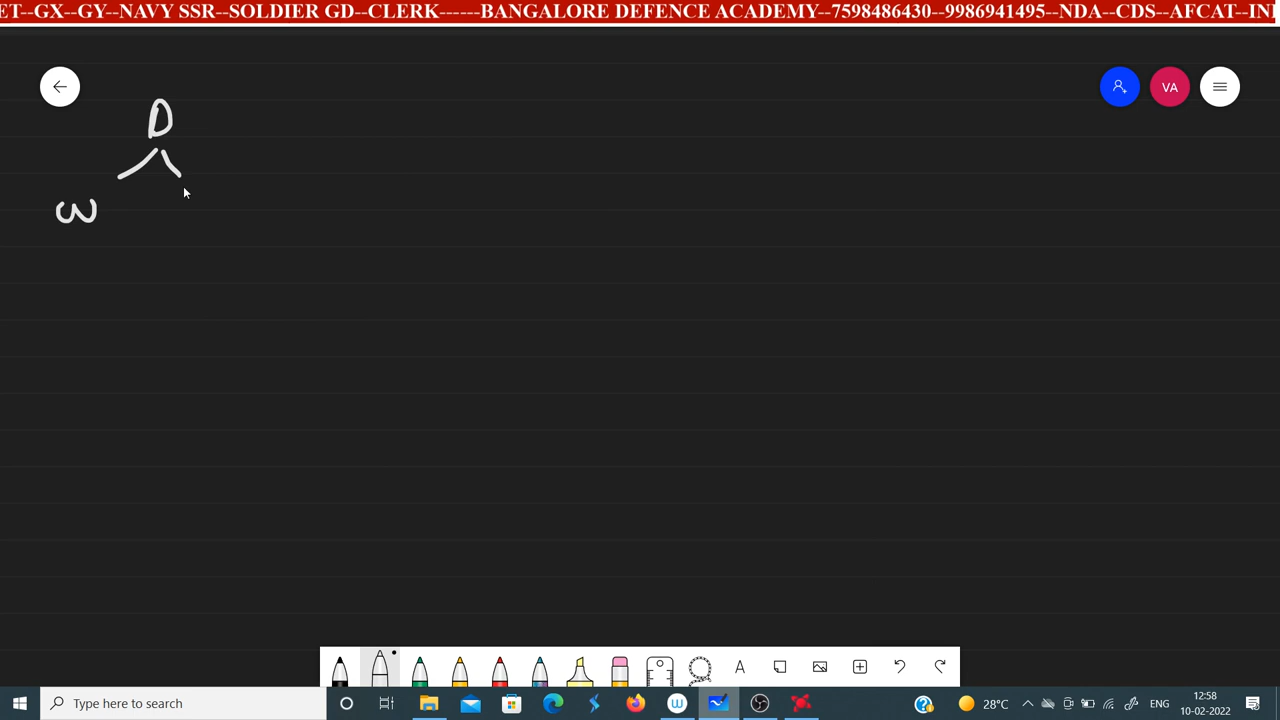 ET--GX--GY--NAVY SSR--SOLDIER GD--CLERK------BANGALORE DEFENCE ACADEMY--7598486430--9986941495--NDA--CDS--AFCAT--INI
VA
D
ω
A
Type here to search
28°C
ENG
12:58
10-02-2022